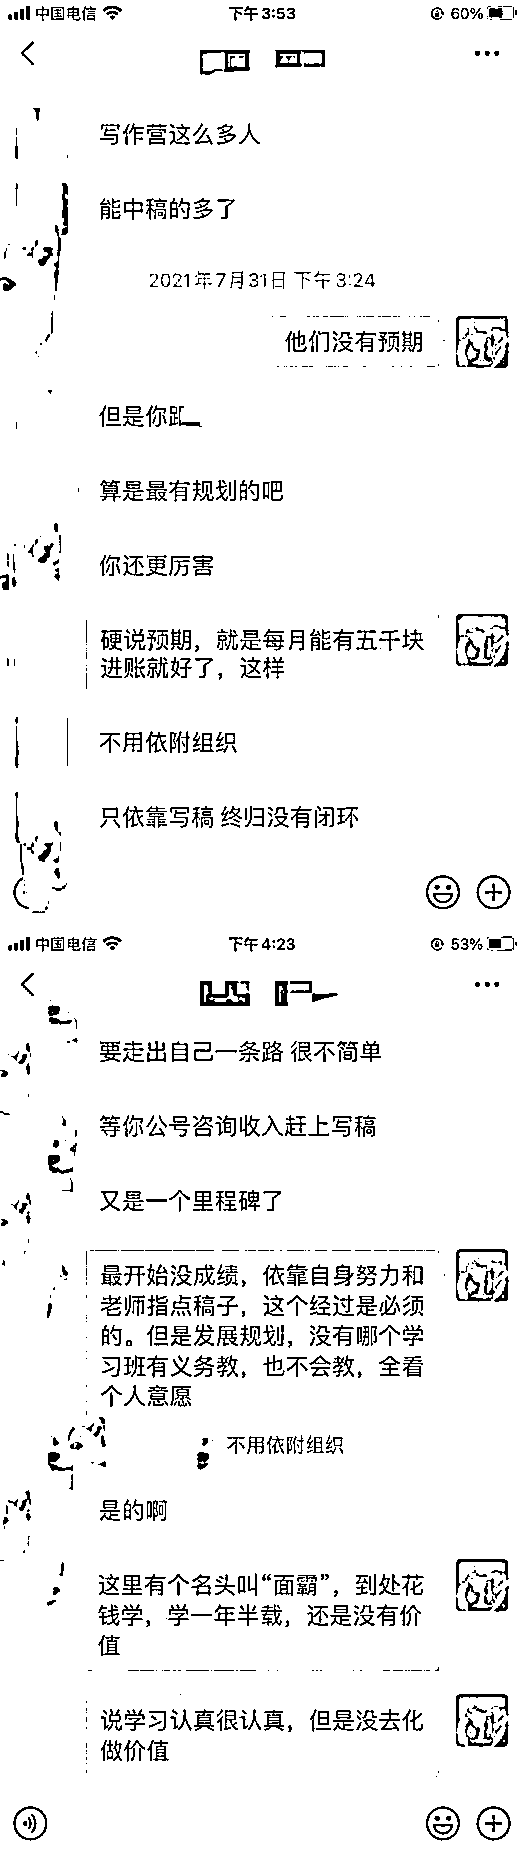 中国电信
下午3:53
60%
写作营这么多人
能中稿的多了
2021年7月31日 下午3:24
他们没有预期
但是你
算是最有规划的吧
你还更厉害
硬说预期，就是每月能有五千块
进账就好了，这样
不用依附组织
只依靠写稿 终归没有闭环
中国电信
下午4:23
53%
要走出自己一条路 很不简单
等你公号咨询收入赶上写稿
又是一个里程碑了
最开始没成绩，依靠自身努力和
老师指点稿子，这个经过是必须
的。但是发展规划，没有哪个学
习班有义务教，也不会教，全看
个人意愿
不用依附组织
是的啊
这里有个名头叫“面霸”，到处花
钱学，学一年半载，还是没有价
值
说学习认真很认真，但是没去化
做价值